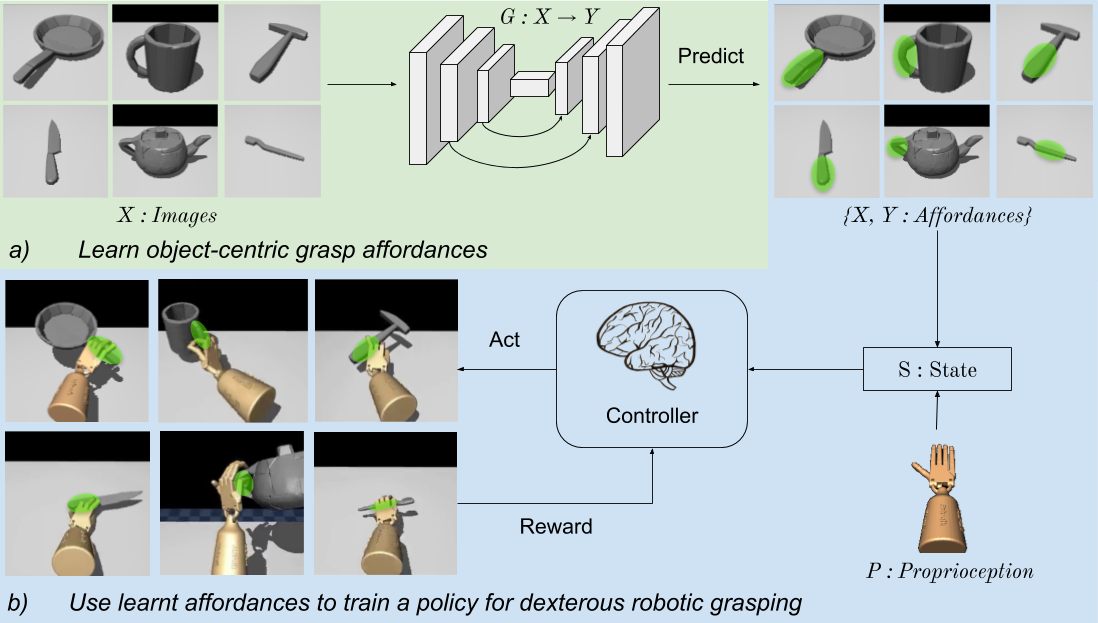 G : X → Y
Predict
X : Images
{X, Y : Affordances}
a) Learn object-centric grasp affordances
Act
Controller
S : State
Reward
P : Proprioception
b) Use learnt affordances to train a policy for dexterous robotic grasping